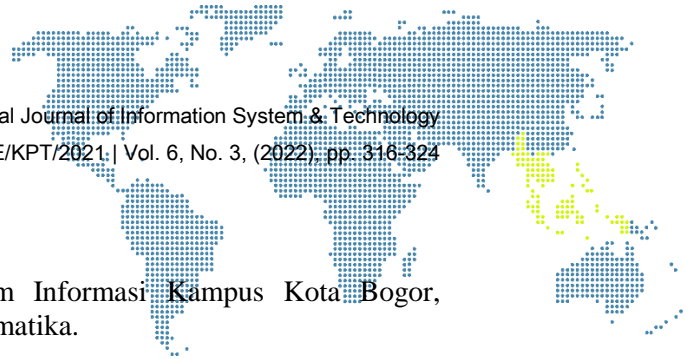 al Journal of Information System & Technology
E/KPT/2021 | Vol. 6, No. 3, (2022), pp. 316-324
m Informasi Kampus Kota Bogor,
matika.